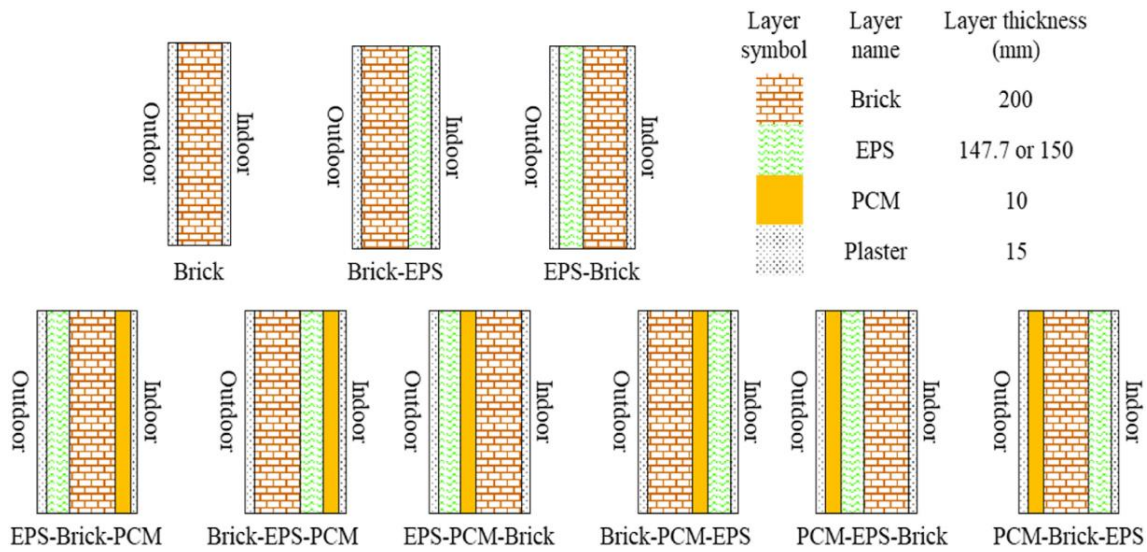 Layer symbol Layer name Layer thickness (mm)
Brick 200
EPS 147.7 or 150
PCM 10
Plaster 15
Outdoor Indoor
Brick
Outdoor Indoor
Brick-EPS
Outdoor Indoor
EPS-Brick
Outdoor Indoor
EPS-Brick-PCM
Outdoor Indoor
Brick-EPS-PCM
Outdoor Indoor
EPS-PCM-Brick
Outdoor Indoor
Brick-PCM-EPS
Outdoor Indoor
PCM-EPS-Brick
Outdoor Indoor
PCM-Brick-EPS